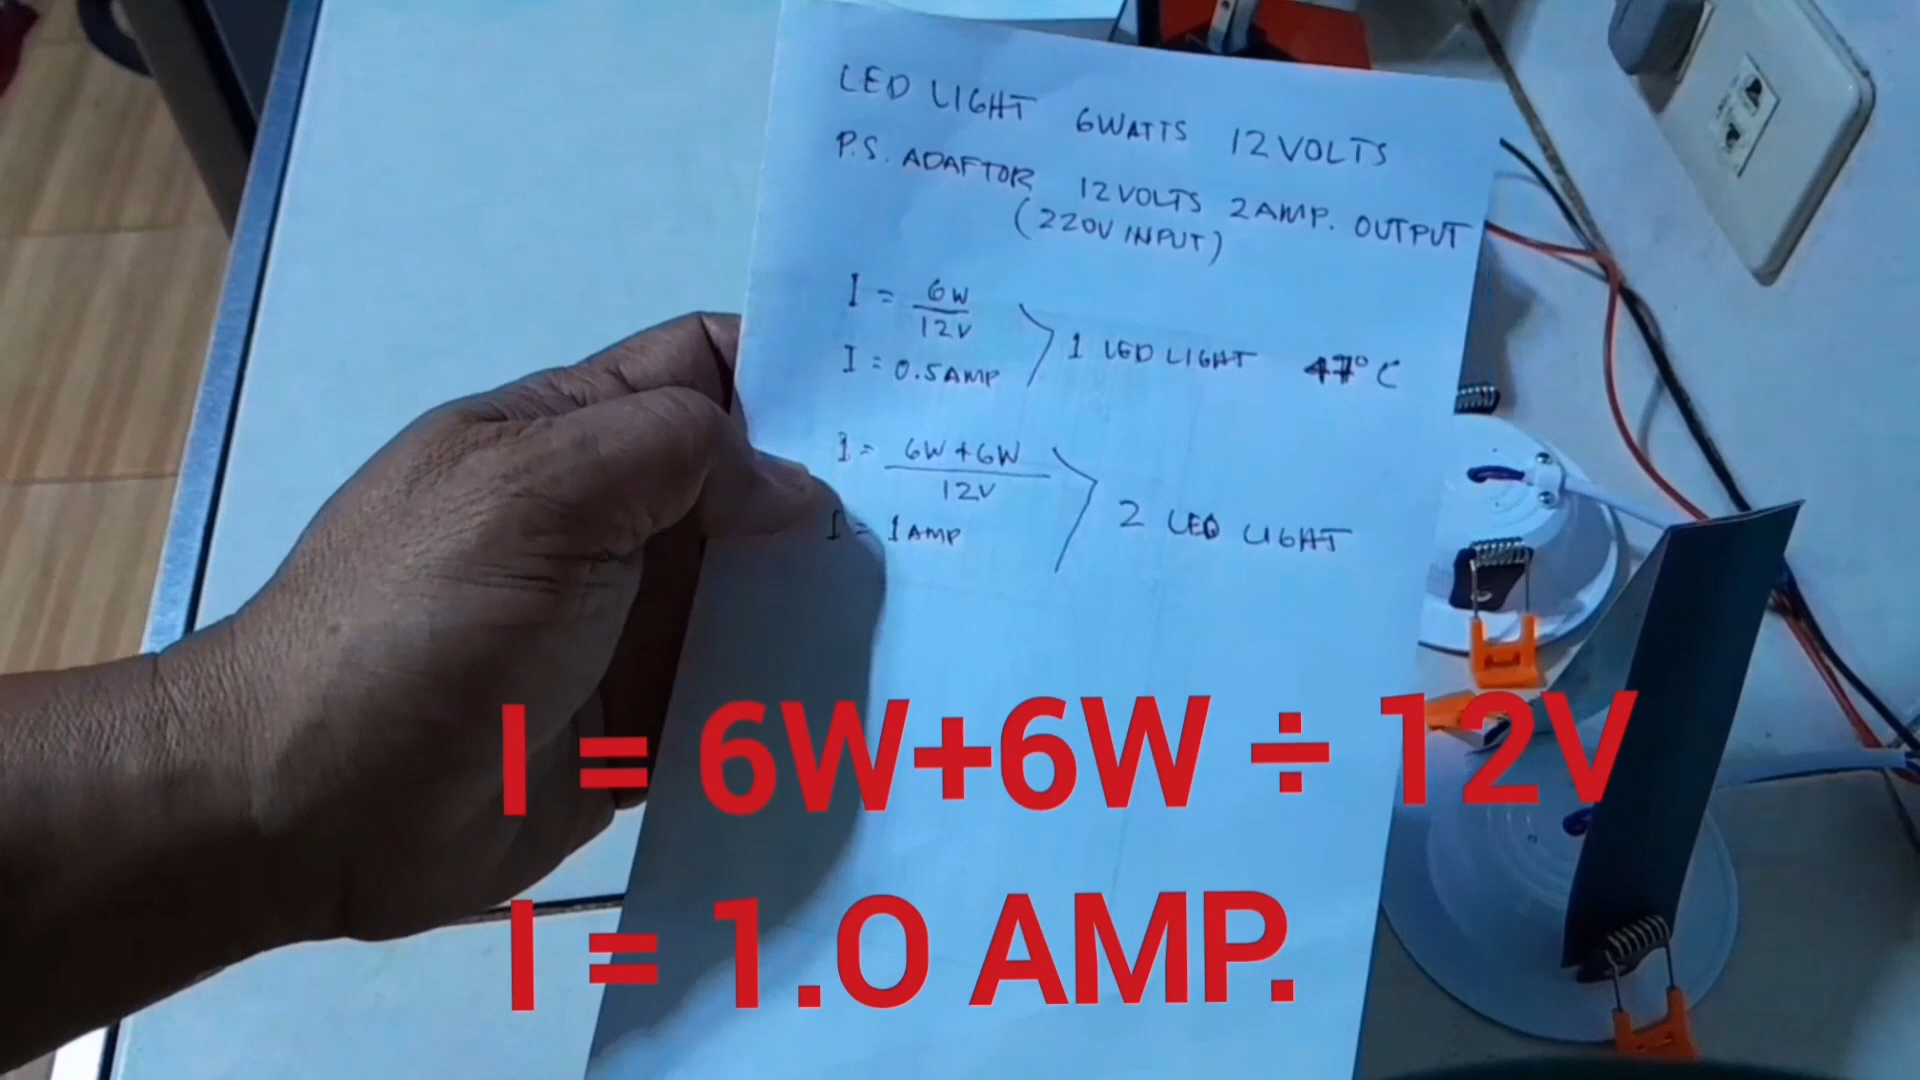 LED LIGHT 6WATTS 12VOLTS
P.S. ADAFTOR 12VOLTS 2AMP. OUTPUT
(220V INPUT)
I = 6W
12V
I = 0.5AMP
1 LED LIGHT 47°C
I = 6W+6W
12V
I = 1AMP
2 LED LIGHT
I = 6W+6W ÷ 12V
I = 1.0 AMP.